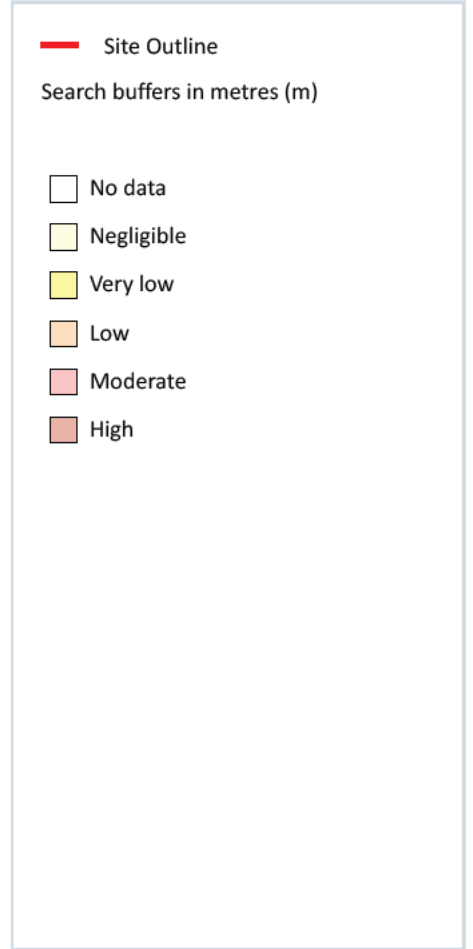 Site Outline
Search buffers in metres (m)
No data
Negligible
Very low
Low
Moderate
High